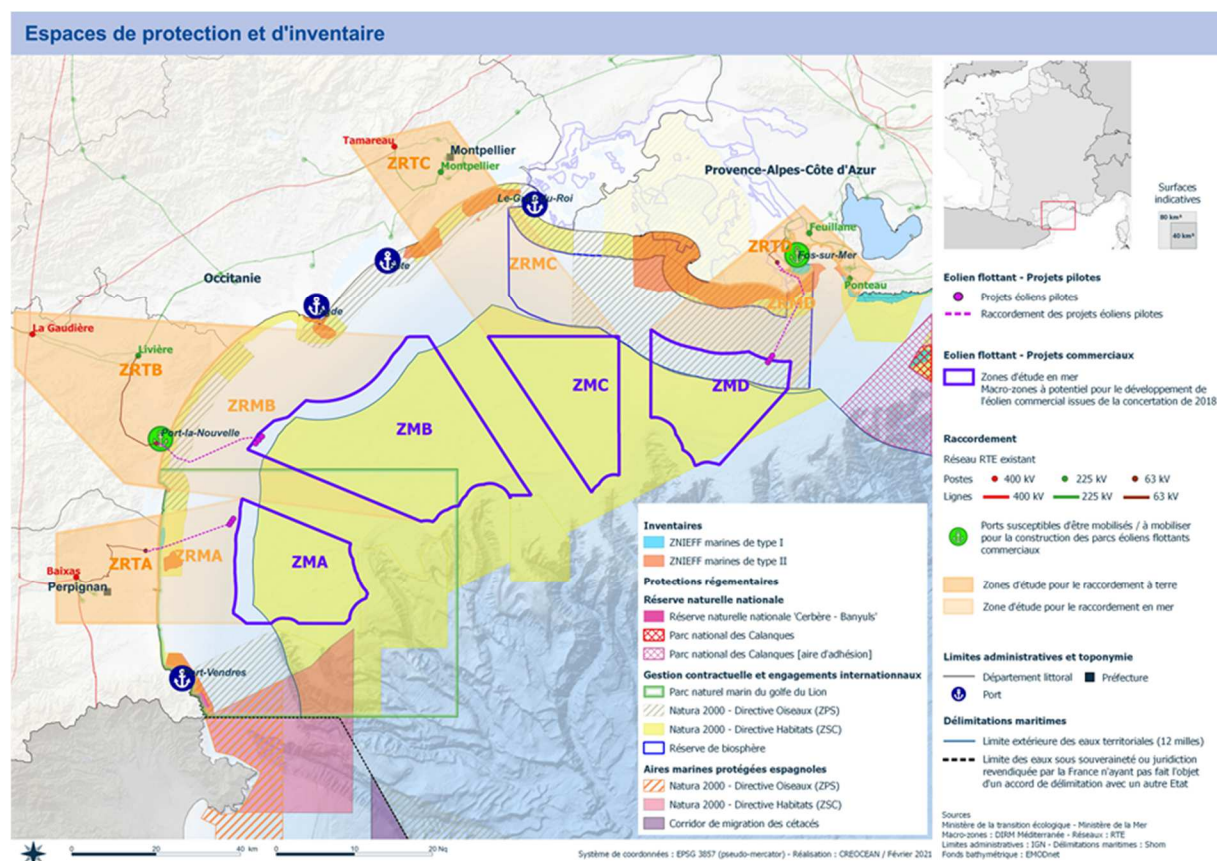 Espaces de protection et d'inventaire
Tamareau
ZRTC
Montpellier
Montpellier
Provence-Alpes-Côte d'Azur
Feuillane
ZRTD
Fos-sur-Mer
ZRMC
ZRMD
Ponteau
Occitanie
La Gaudière
Livière
ZRTB
ZRMB
ZMB
ZMC
ZMD
Port-la-Nouvelle
ZRTA
ZRMA
ZMA
Baixas
Perpignan
Inventaires
ZNIEFF marines de type I
ZNIEFF marines de type II
Protections régementaires
Réserve naturelle nationale
Réserve naturelle nationale 'Cerbère - Banyuls'
Parc national des Calanques
Parc national des Calanques [aire d'adhésion]
Gestion contractuelle et engagements internationaux
Parc naturel marin du golfe du Lion
Natura 2000 - Directive Oiseaux (ZPS)
Natura 2000 - Directive Habitats (ZSC)
Réserve de biosphère
Aires marines protégées espagnoles
Natura 2000 - Directive Oiseaux (ZPS)
Natura 2000 - Directive Habitats (ZSC)
Corridor de migration des cétacés
Surfaces
indicatives
80 km²
40 km²
Eolien flottant - Projets pilotes
Projets éoliens pilotes
Raccordement des projets éoliens pilotes
Eolien flottant - Projets commerciaux
Zones d'étude en mer
Macro-zones à potentiel pour le développement de
l'éolien commercial issues de la concertation de 2018
Raccordement
Réseau RTE existant
Postes 400 kV 225 kV 63 kV
Lignes 400 kV 225 kV 63 kV
Ports susceptibles d'être mobilisés / à mobiliser
pour la construction des parcs éoliens flottants
commerciaux
Zones d'étude pour le raccordement à terre
Zone d'étude pour le raccordement en mer
Limites administratives et toponymie
Département littoral Préfecture
Port
Délimitations maritimes
Limite extérieure des eaux territoriales (12 milles)
Limite des eaux sous souveraineté ou juridiction
revendiquée par la France n'ayant pas fait l'objet
d'un accord de délimitation avec un autre Etat
Sources
Ministère de la transition écologique - Ministère de la Mer
Macro-zones : DIRM Méditerranée - Réseaux : RTE
Limites administratives : IGN - Délimitations maritimes : Shom
Fonds bathymétrique : EMODnet
0 20 40 km
0 10 20 Nq
Système de coordonnées : EPSG 3857 (pseudo-mercator) - Réalisation : CREOCEAN / Février 2021